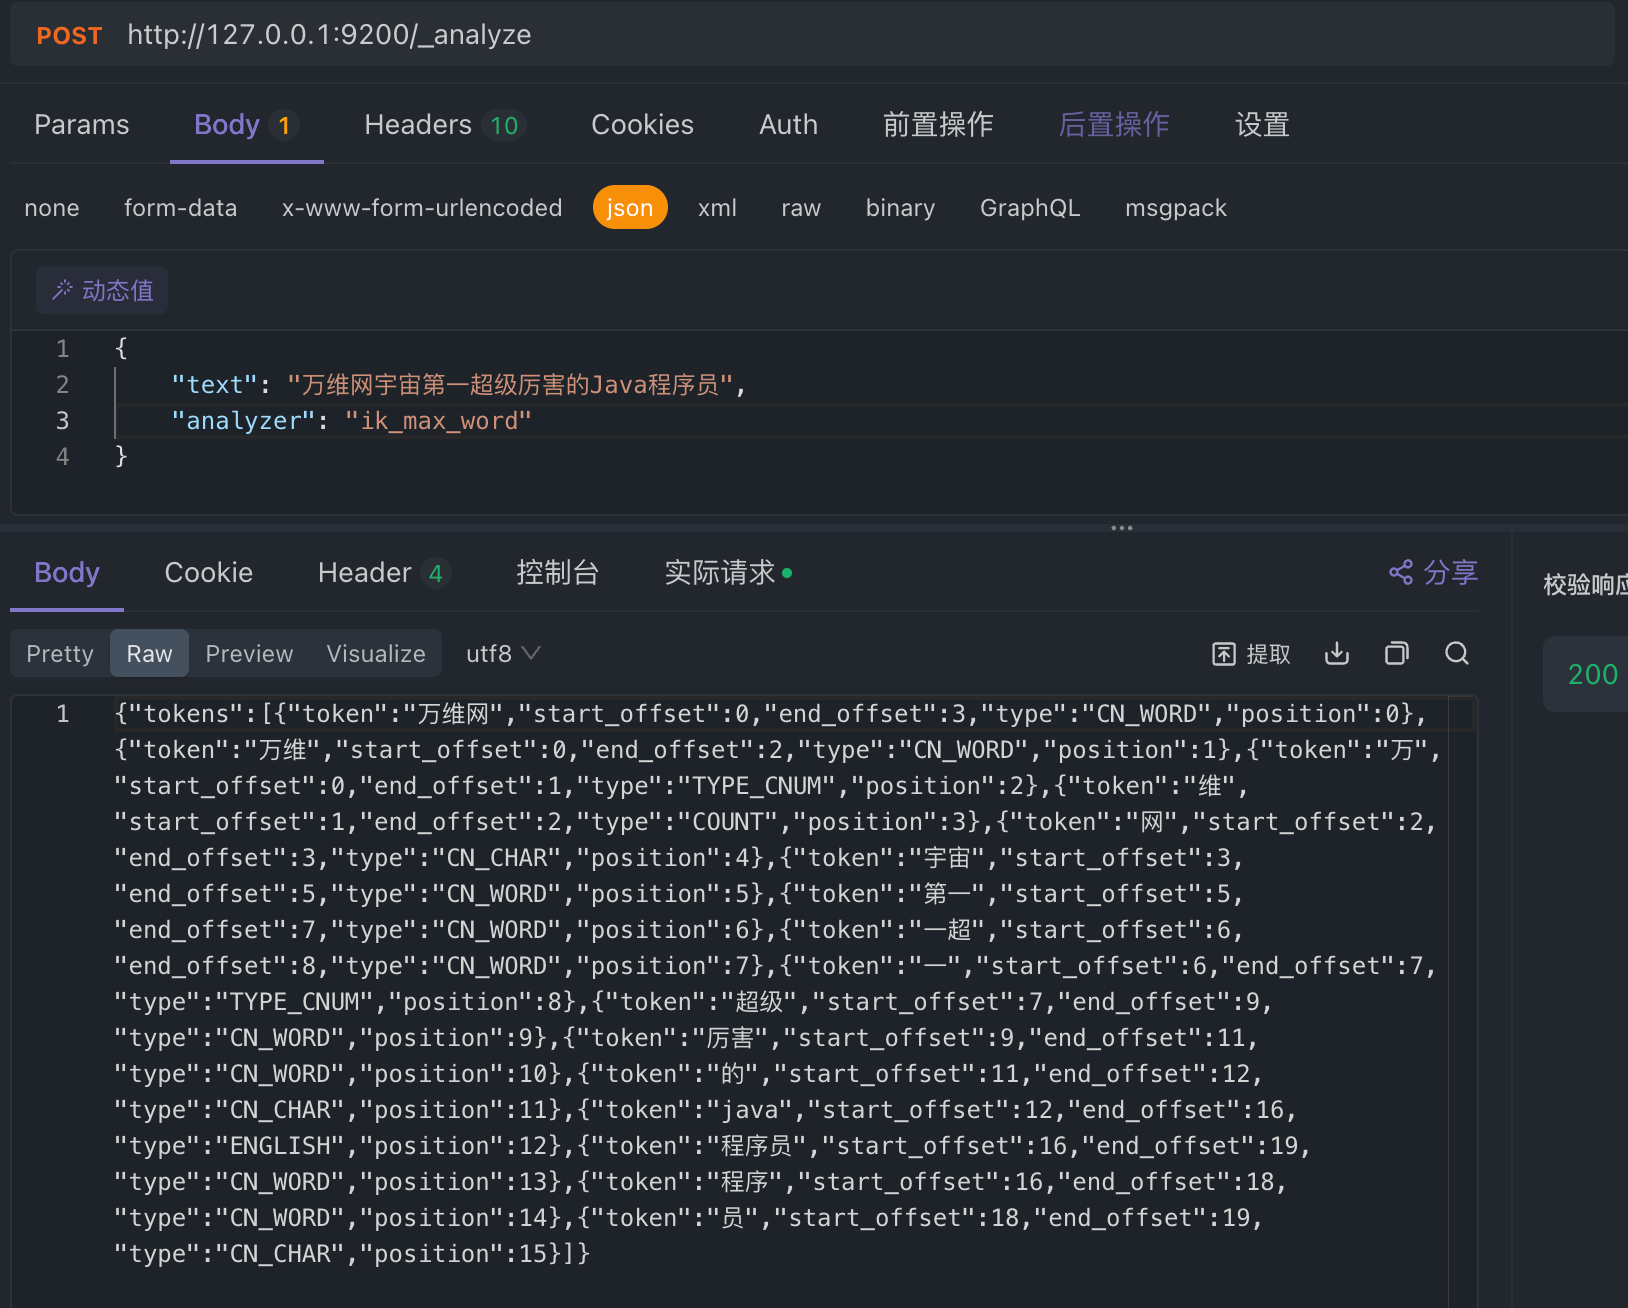 POST http://127.0.0.1:9200/_analyze
Params Body 1 Headers 10 Cookies Auth 前置操作 后置操作 设置
none form-data x-www-form-urlencoded json xml raw binary GraphQL msgpack
动态值
1 {
2 "text": "万维网宇宙第一超级厉害的Java程序员",
3 "analyzer": "ik_max_word"
4 }
Body Cookie Header 4 控制台 实际请求 分享
校验响应
Pretty Raw Preview Visualize utf8 提取
200
1 {"tokens":[{"token":"万维网","start_offset":0,"end_offset":3,"type":"CN_WORD","position":0},
{"token":"万维","start_offset":0,"end_offset":2,"type":"CN_WORD","position":1},{"token":"万",
"start_offset":0,"end_offset":1,"type":"TYPE_CNUM","position":2},{"token":"维",
"start_offset":1,"end_offset":2,"type":"COUNT","position":3},{"token":"网","start_offset":2,
"end_offset":3,"type":"CN_CHAR","position":4},{"token":"宇宙","start_offset":3,
"end_offset":5,"type":"CN_WORD","position":5},{"token":"第一","start_offset":5,
"end_offset":7,"type":"CN_WORD","position":6},{"token":"一超","start_offset":6,
"end_offset":8,"type":"CN_WORD","position":7},{"token":"一","start_offset":6,"end_offset":7,
"type":"TYPE_CNUM","position":8},{"token":"超级","start_offset":7,"end_offset":9,
"type":"CN_WORD","position":9},{"token":"厉害","start_offset":9,"end_offset":11,
"type":"CN_WORD","position":10},{"token":"的","start_offset":11,"end_offset":12,
"type":"CN_CHAR","position":11},{"token":"java","start_offset":12,"end_offset":16,
"type":"ENGLISH","position":12},{"token":"程序员","start_offset":16,"end_offset":19,
"type":"CN_WORD","position":13},{"token":"程序","start_offset":16,"end_offset":18,
"type":"CN_WORD","position":14},{"token":"员","start_offset":18,"end_offset":19,
"type":"CN_CHAR","position":15}]}